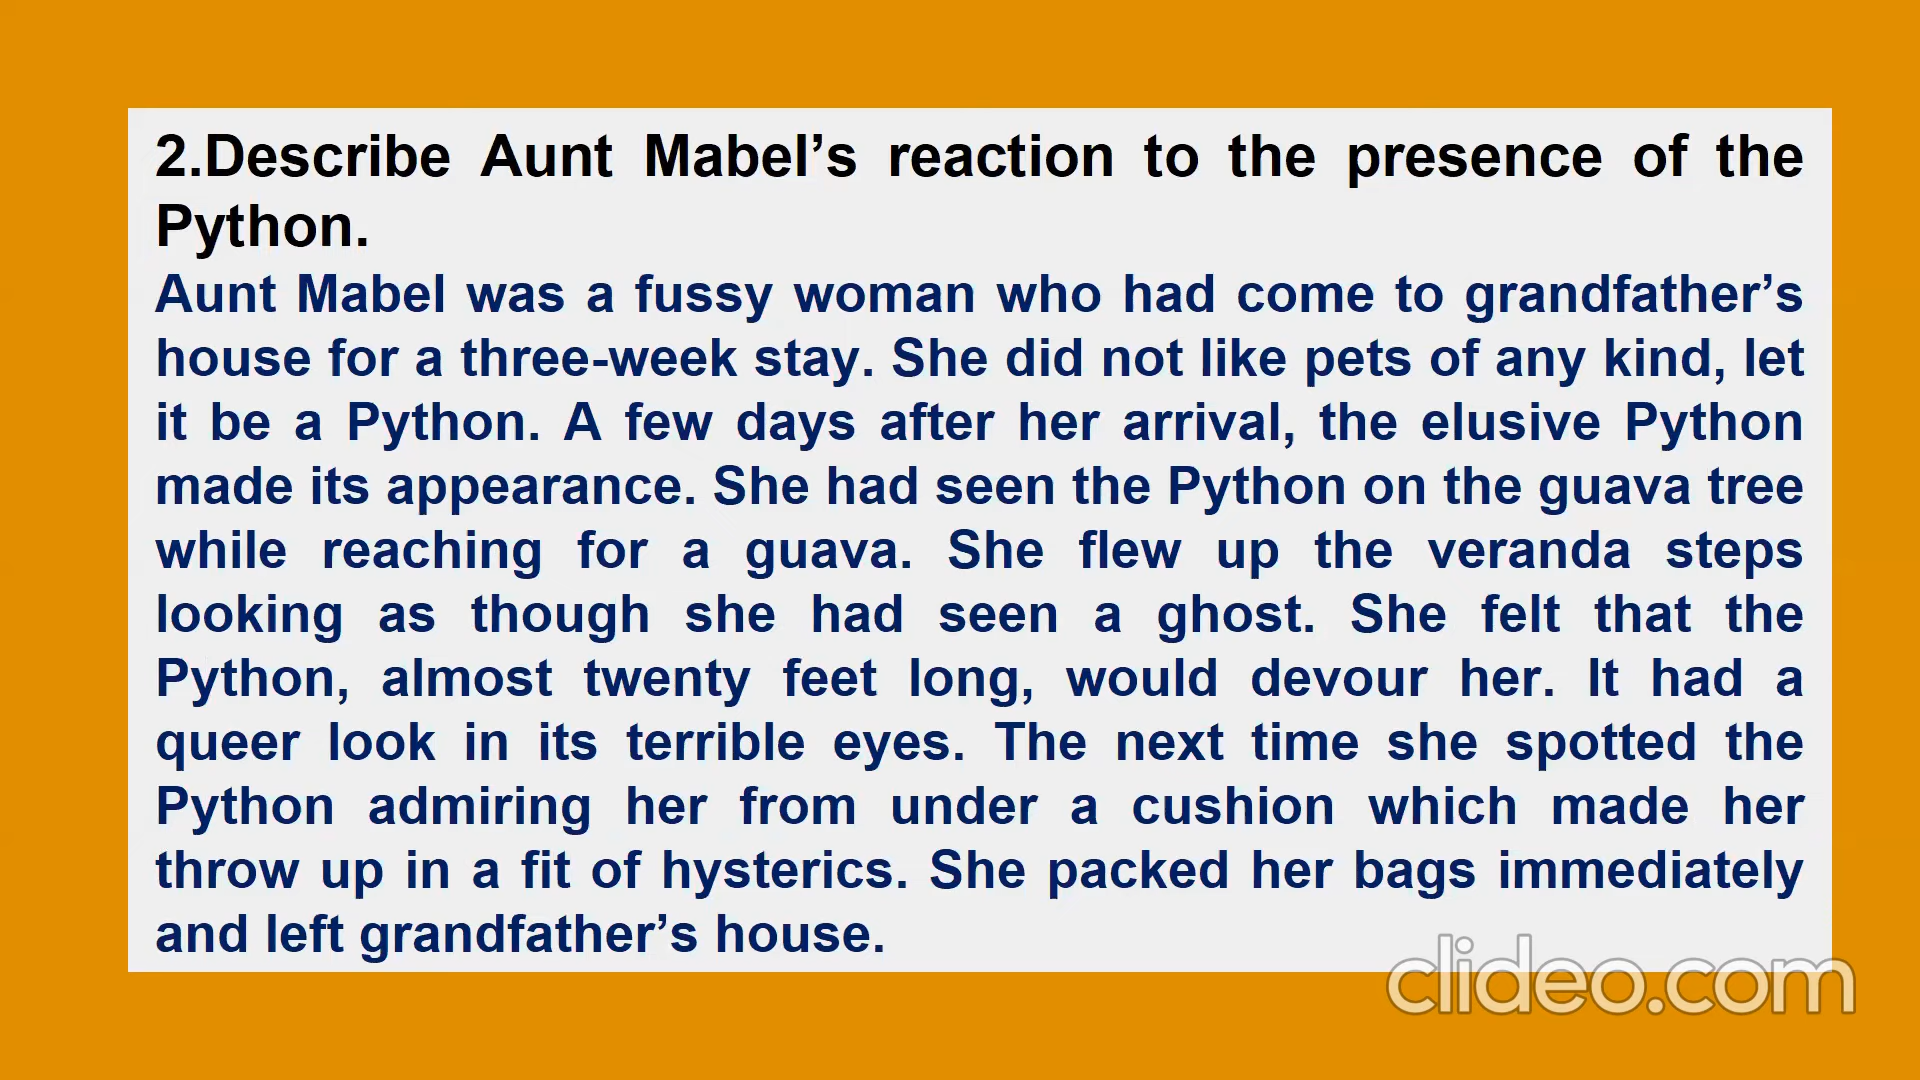 2.Describe Aunt Mabel’s reaction to the presence of the
Python.
Aunt Mabel was a fussy woman who had come to grandfather’s
house for a three-week stay. She did not like pets of any kind, let
it be a Python. A few days after her arrival, the elusive Python
made its appearance. She had seen the Python on the guava tree
while reaching for a guava. She flew up the veranda steps
looking as though she had seen a ghost. She felt that the
Python, almost twenty feet long, would devour her. It had a
queer look in its terrible eyes. The next time she spotted the
Python admiring her from under a cushion which made her
throw up in a fit of hysterics. She packed her bags immediately
and left grandfather’s house.
clideo.com